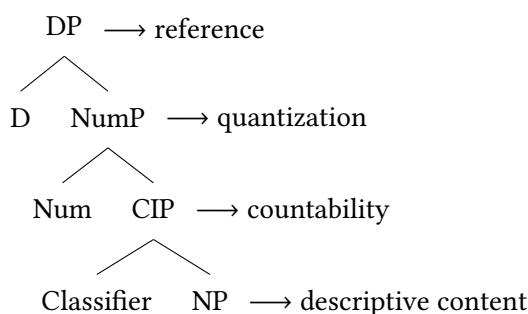 DP → reference
D NumP → quantization
Num ClP → countability
Classifier NP → descriptive content